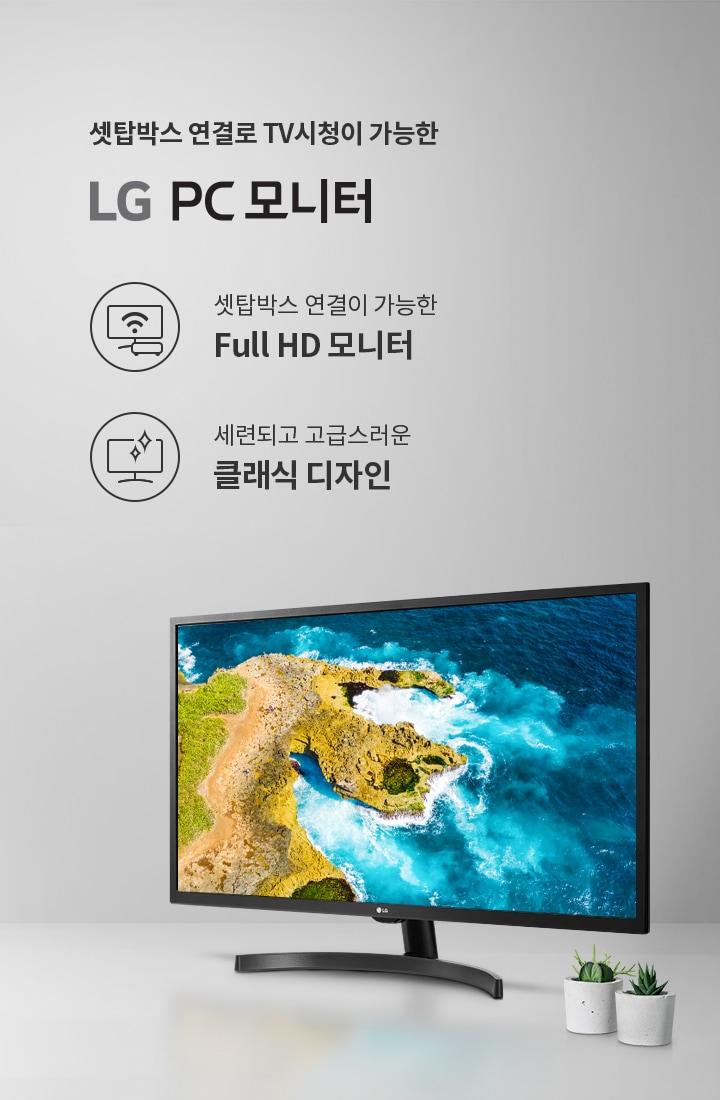 셋탑박스 연결로 TV시청이 가능한
LG PC 모니터
셋탑박스 연결이 가능한
Full HD 모니터
세련되고 고급스러운
클래식 디자인
LG